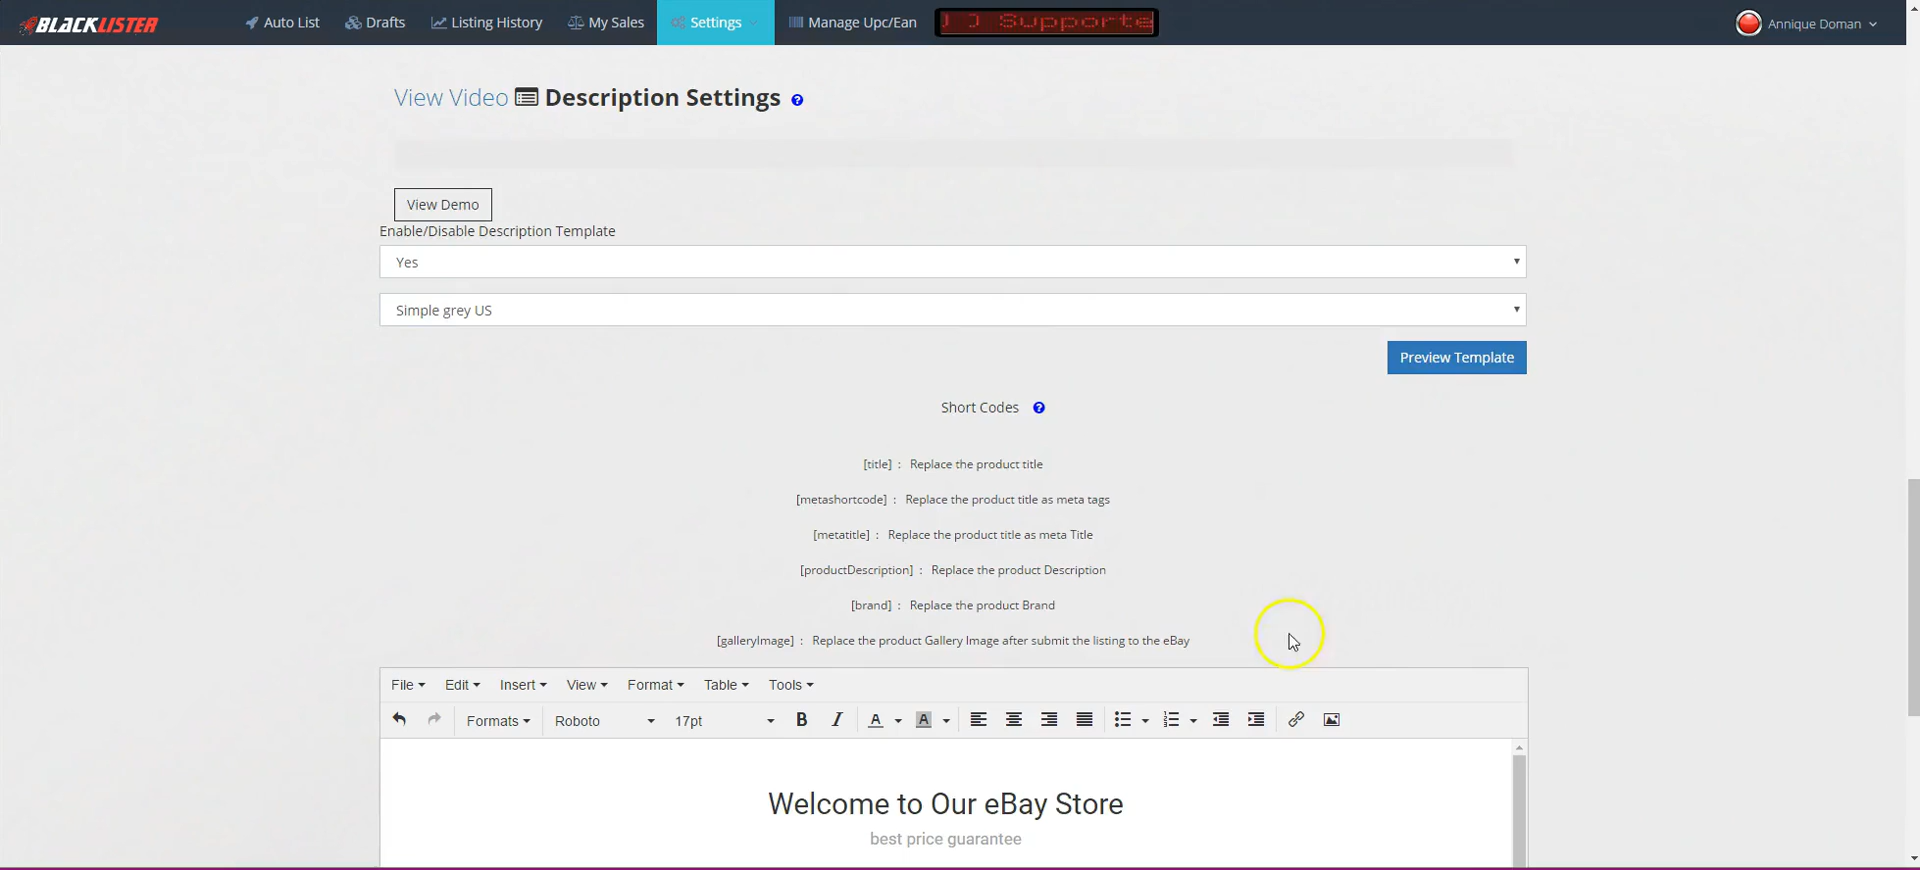 BLACKLISTER Auto List Drafts Listing History My Sales Settings Manage Upc/Ean Supporte Annique Doman
View Video Description Settings ?
View Demo
Enable/Disable Description Template
Yes
Simple grey US
Preview Template
Short Codes ?
[title] : Replace the product title
[metashortcode] : Replace the product title as meta tags
[metatitle] : Replace the product title as meta Title
[productDescription] : Replace the product Description
[brand] : Replace the product Brand
[galleryImage] : Replace the product Gallery Image after submit the listing to the eBay
File Edit Insert View Format Table Tools
Formats Roboto 17pt B I A A
Welcome to Our eBay Store
best price guarantee